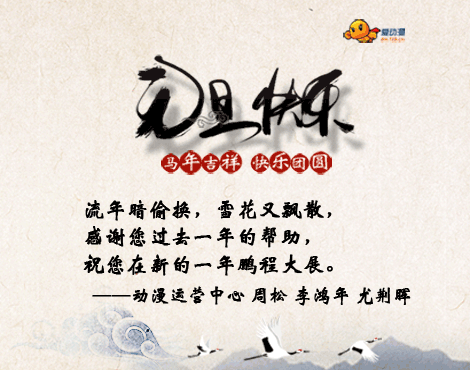 爱动漫
元旦快乐
马年吉祥 快乐团圆
流年暗偷换，雪花又飘散，
感谢您过去一年的帮助，
祝您在新的一年鹏程大展。
——动漫运营中心 周松 李鸿年 尤荆晖